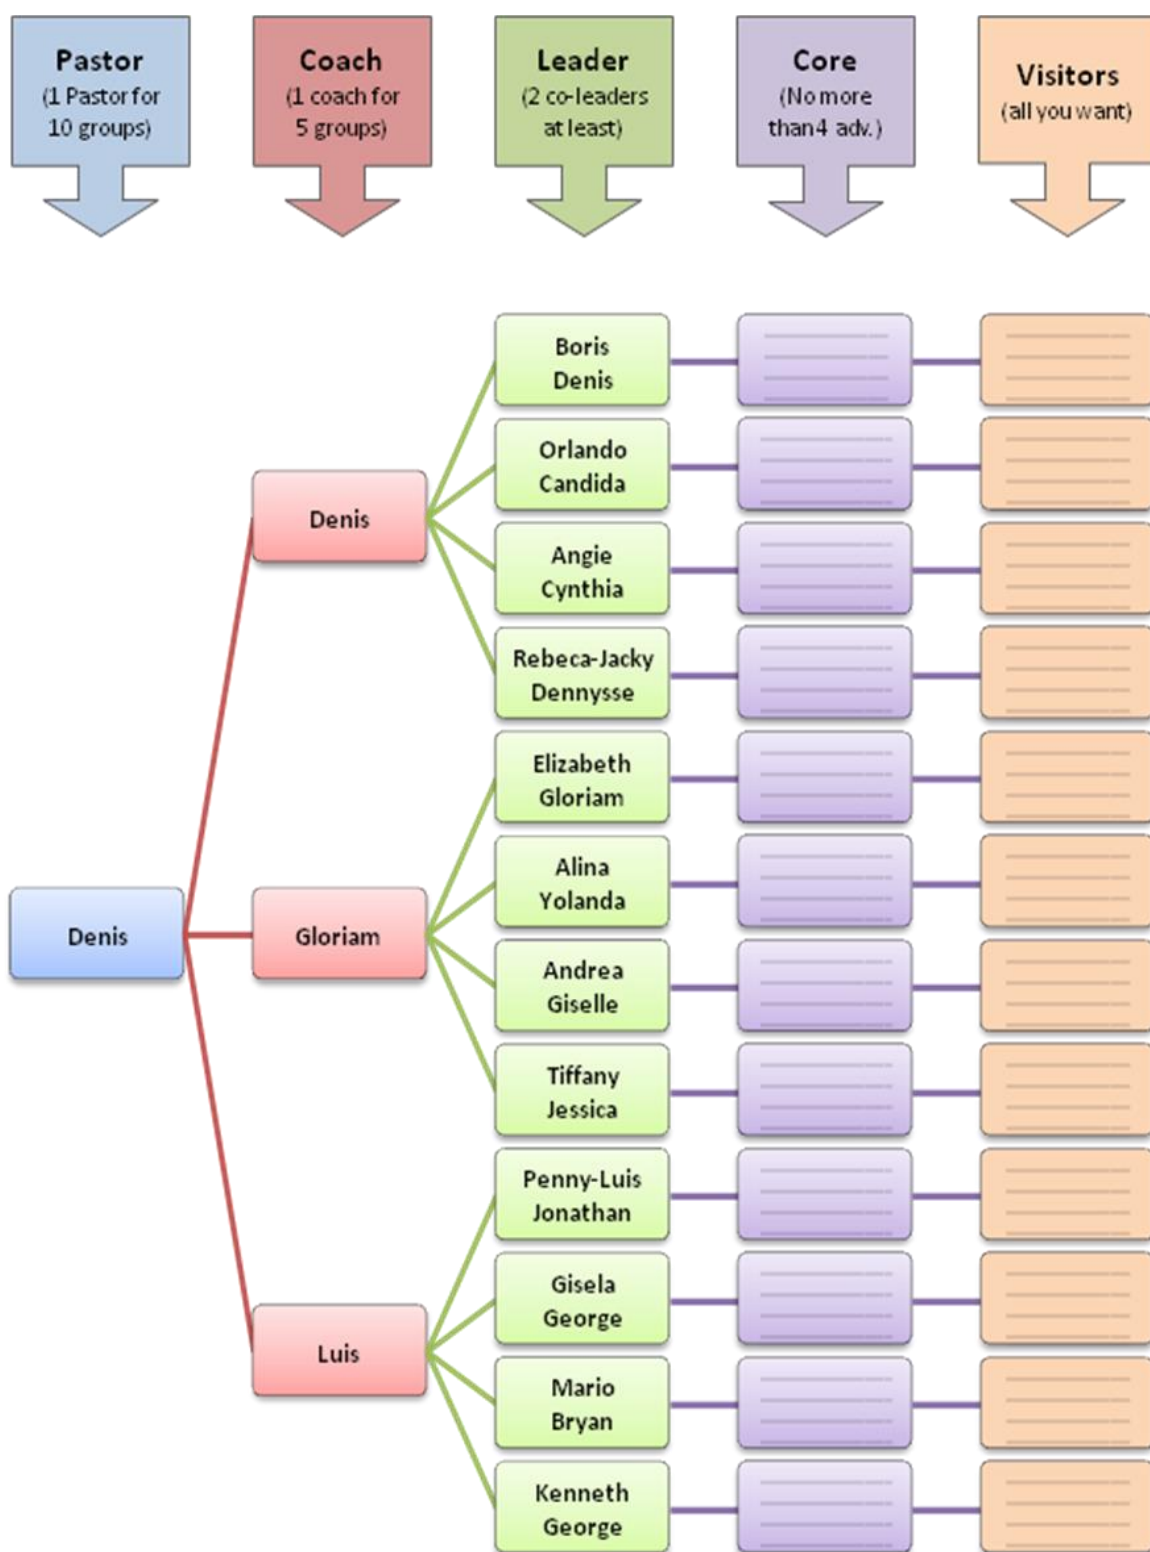 Pastor
(1 Pastor for
10 groups)
Coach
(1 coach for
5 groups)
Leader
(2 co-leaders
at least)
Core
(No more
than 4 adv.)
Visitors
(all you want)
Boris
Denis
Orlando
Candida
Denis
Angie
Cynthia
Rebeca-Jacky
Dennysse
Elizabeth
Gloriam
Alina
Yolanda
Denis
Gloriam
Andrea
Giselle
Tiffany
Jessica
Penny-Luis
Jonathan
Gisela
George
Luis
Mario
Bryan
Kenneth
George